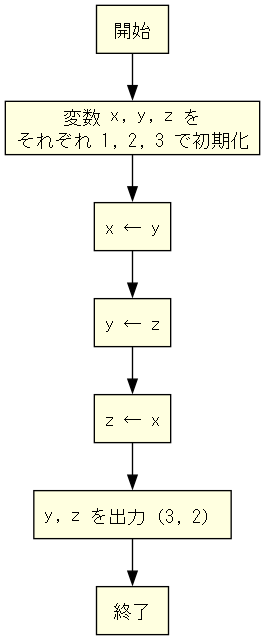 開始
変数 x, y, z を
それぞれ 1, 2, 3 で初期化
x ← y
y ← z
z ← x
y, z を出力 (3, 2)
終了